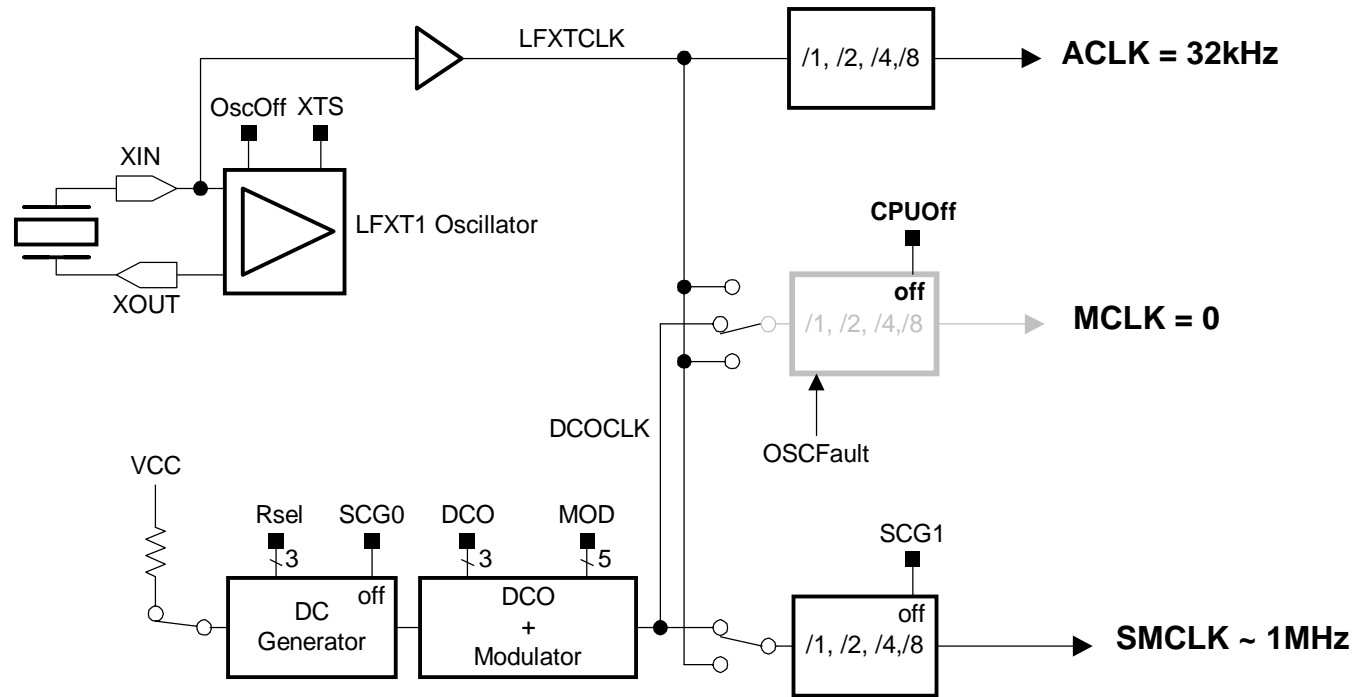 LFXTCLK
/1, /2, /4,/8
ACLK = 32kHz
OscOff
XTS
XIN
LFXT1 Oscillator
XOUT
CPUOff
off
/1, /2, /4,/8
MCLK = 0
DCOCLK
OSCFault
VCC
Rsel
SCG0
DCO
MOD
3
3
5
off
DC
Generator
DCO
+
Modulator
SCG1
off
/1, /2, /4,/8
SMCLK ~ 1MHz